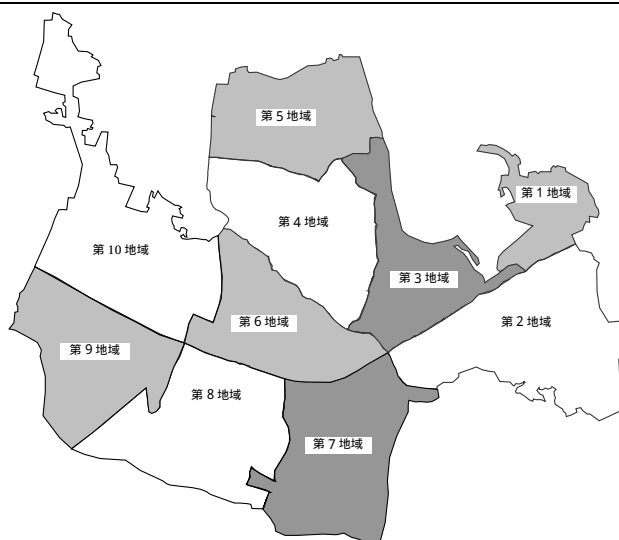 第 5 地域
第 1 地域
第 4 地域
第 10 地域
第 3 地域
第 6 地域
第 2 地域
第 9 地域
第 8 地域
第 7 地域